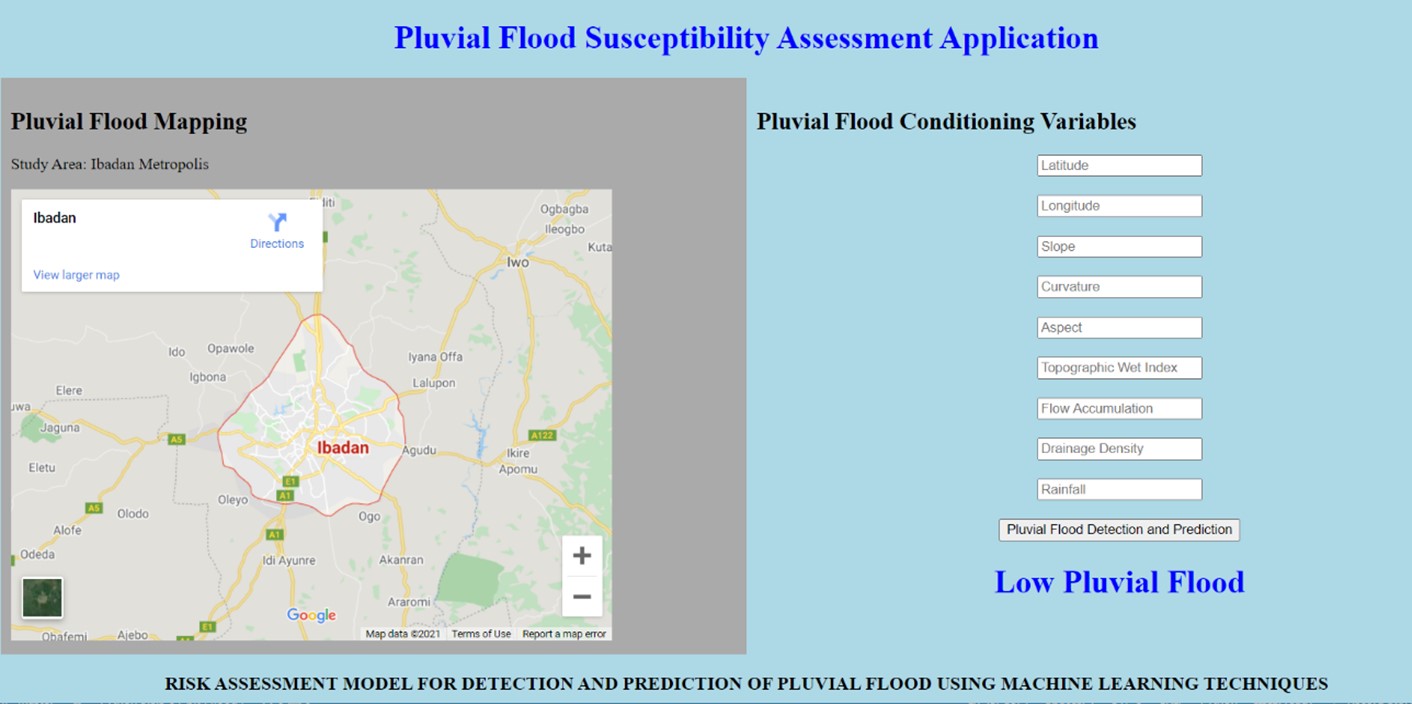 Pluvial Flood Susceptibility Assessment Application
Pluvial Flood Mapping
Study Area: Ibadan Metropolis
Ibadan
Directions
View larger map
Ogbagba
Ileogbo
Kuta
Iwo
Ido
Opawole
Igbona
Iyana Offa
Lalupon
Elere
Jaguna
A5
Ibadan
Agudu
A122
Ikire
Apomu
Eletu
E1
A1
Oleyo
A5
Olodo
Ogo
Alofe
A1
Odeda
Idi Ayunre
Akanran
Araromi
Google
E1
Obafemi
Ajebo
Map data ©2021 Terms of Use Report a map error
Pluvial Flood Conditioning Variables
Latitude
Longitude
Slope
Curvature
Aspect
Topographic Wet Index
Flow Accumulation
Drainage Density
Rainfall
Pluvial Flood Detection and Prediction
Low Pluvial Flood
RISK ASSESSMENT MODEL FOR DETECTION AND PREDICTION OF PLUVIAL FLOOD USING MACHINE LEARNING TECHNIQUES